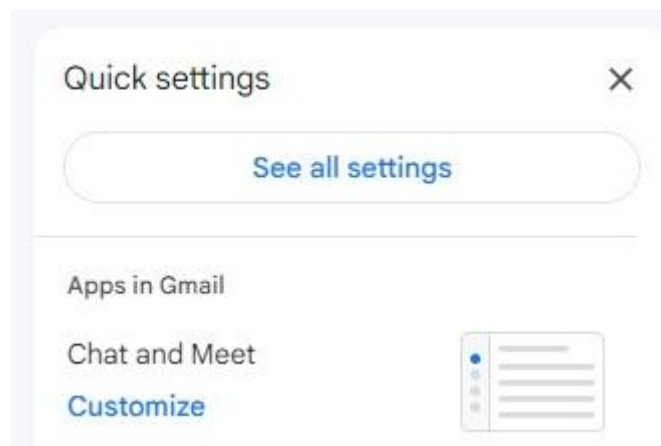 Quick settings
See all settings
Apps in Gmail
Chat and Meet
Customize